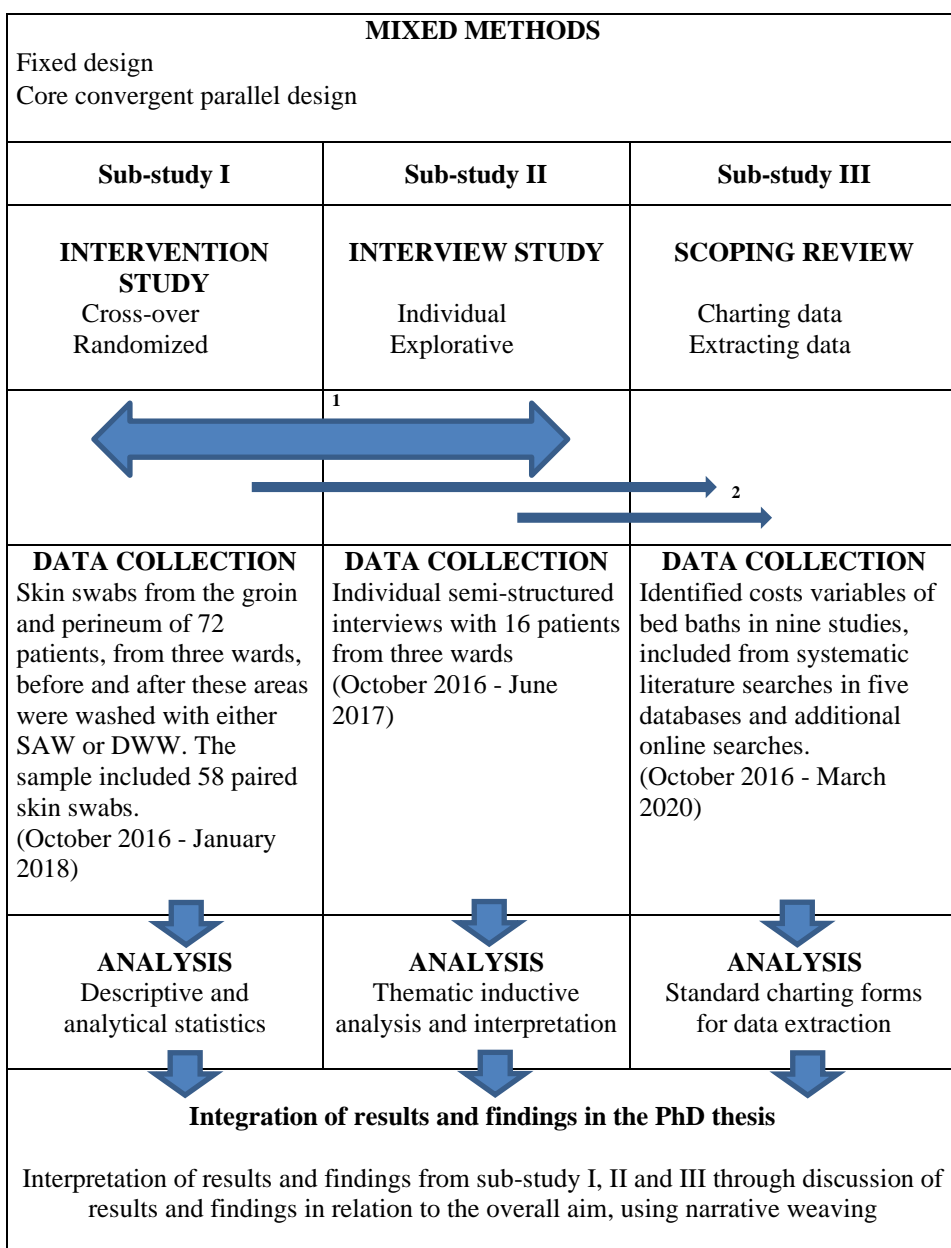 MIXED METHODS
Fixed design
Core convergent parallel design
Sub-study I
Sub-study II
Sub-study III
INTERVENTION
STUDY
Cross-over
Randomized
INTERVIEW STUDY
Individual
Explorative
SCOPING REVIEW
Charting data
Extracting data
1
2
DATA COLLECTION
Skin swabs from the groin
and perineum of 72
patients, from three wards,
before and after these areas
were washed with either
SAW or DWW. The
sample included 58 paired
skin swabs.
(October 2016 - January
2018)
DATA COLLECTION
Individual semi-structured
interviews with 16 patients
from three wards
(October 2016 - June
2017)
DATA COLLECTION
Identified costs variables of
bed baths in nine studies,
included from systematic
literature searches in five
databases and additional
online searches.
(October 2016 - March
2020)
ANALYSIS
Descriptive and
analytical statistics
ANALYSIS
Thematic inductive
analysis and interpretation
ANALYSIS
Standard charting forms
for data extraction
Integration of results and findings in the PhD thesis
Interpretation of results and findings from sub-study I, II and III through discussion of
results and findings in relation to the overall aim, using narrative weaving